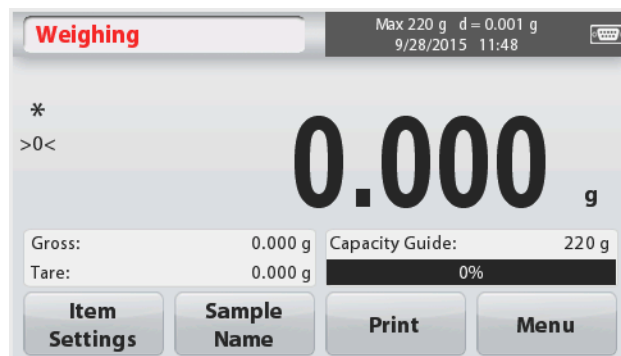 Weighing
Max 220 g d = 0.001 g
9/28/2015 11:48
*
>0<
0.000 g
Gross: 0.000 g
Tare: 0.000 g
Capacity Guide: 220 g
0%
Item
Settings
Sample
Name
Print
Menu